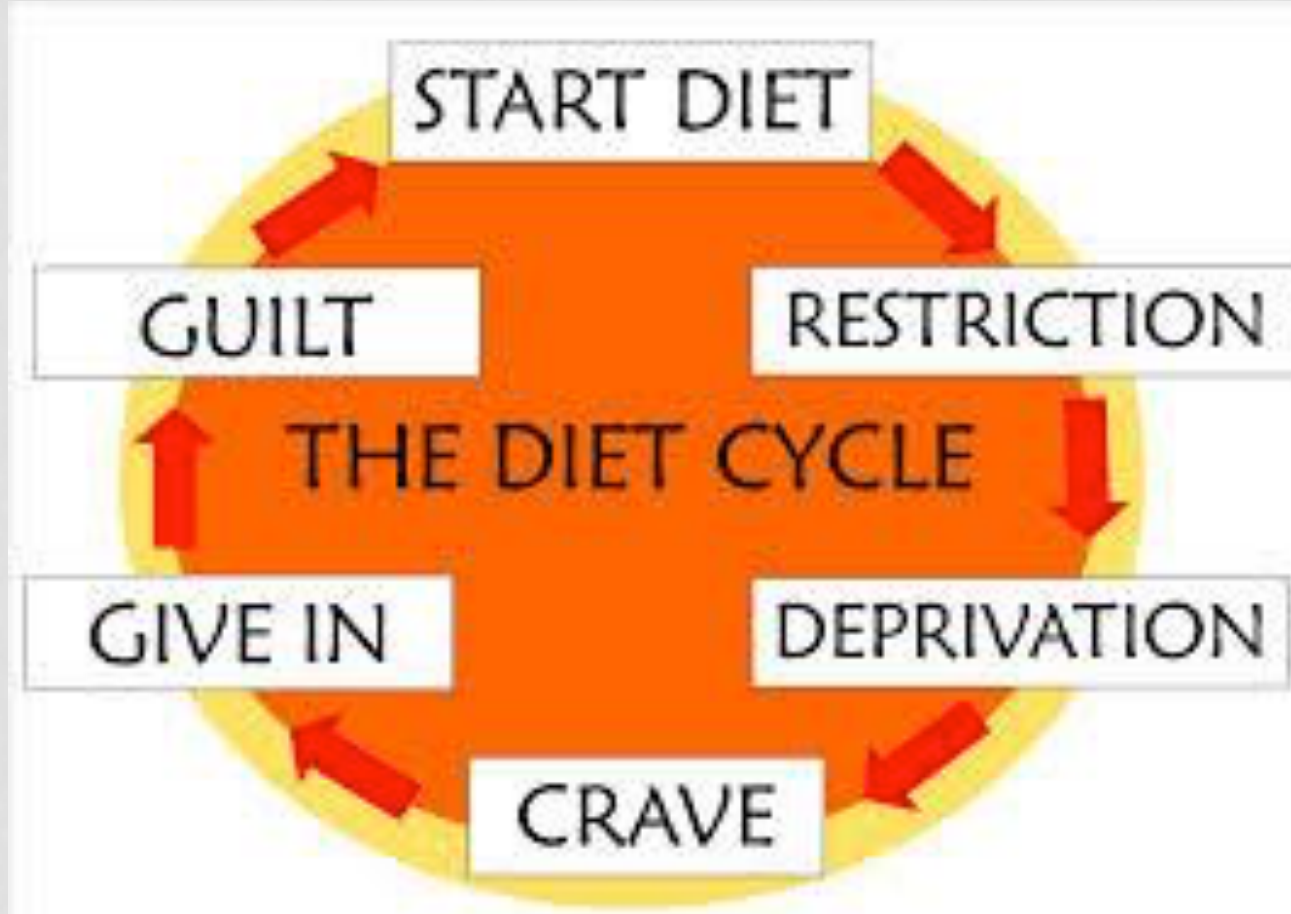 START DIET
GUILT
RESTRICTION
THE DIET CYCLE
GIVE IN
DEPRIVATION
CRAVE